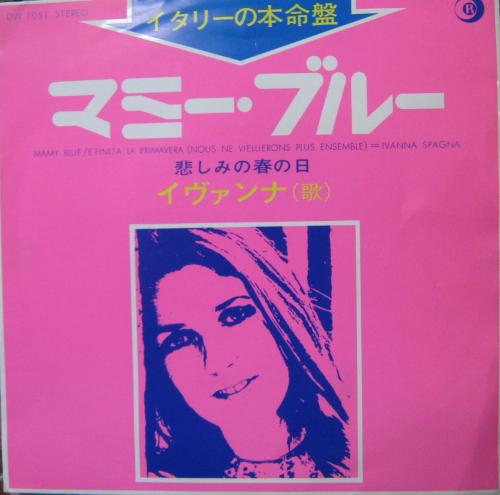 DW 1051 STEREO
イタリーの本命盤
R
マミー・ブルー
MAMY BLUE/E'FINITA LA PRIMAVERA (NOUS NE VIELLIERONS PLUS ENSEMBLE) = IVANNA SPAGNA
悲しみの春の日
イヴァンナ(歌)